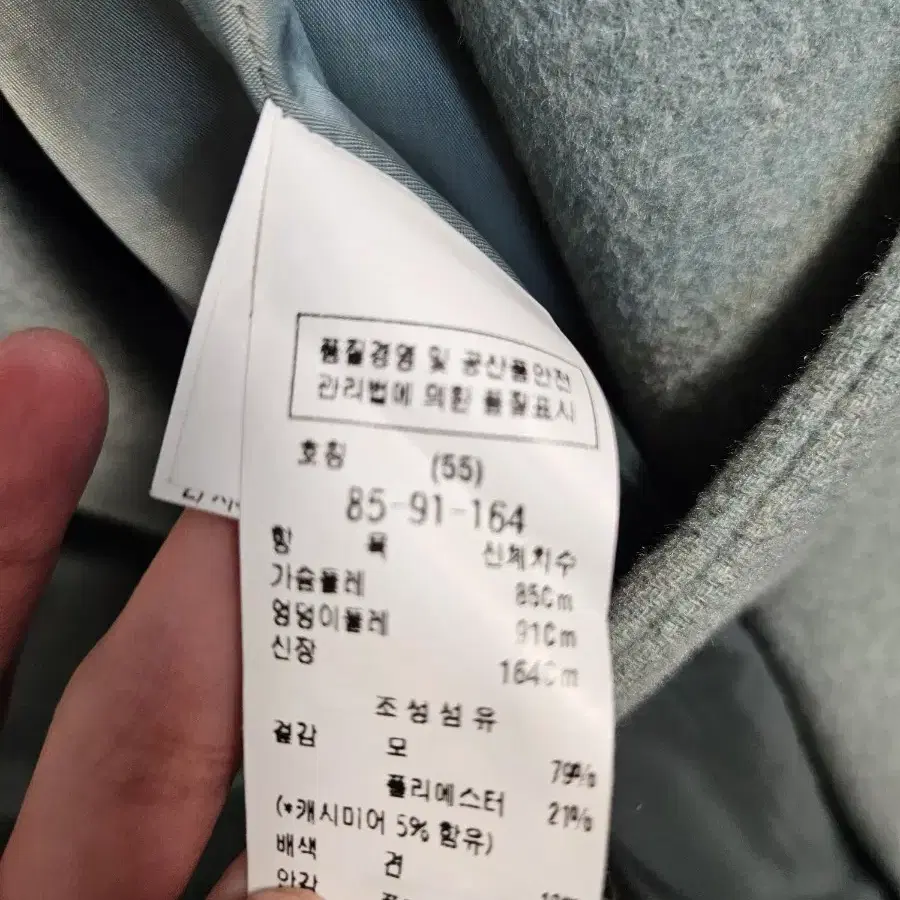 품질경영 및 공산품안전
관리법에 의한 품질표시
호칭 (55)
85-91-164
항 목 신체치수
가슴둘레 85Cm
엉덩이둘레 91Cm
신장 164Cm
조성섬유
겉감 모 79%
폴리에스터 21%
(*캐시미어 5% 함유)
배색 견
안감